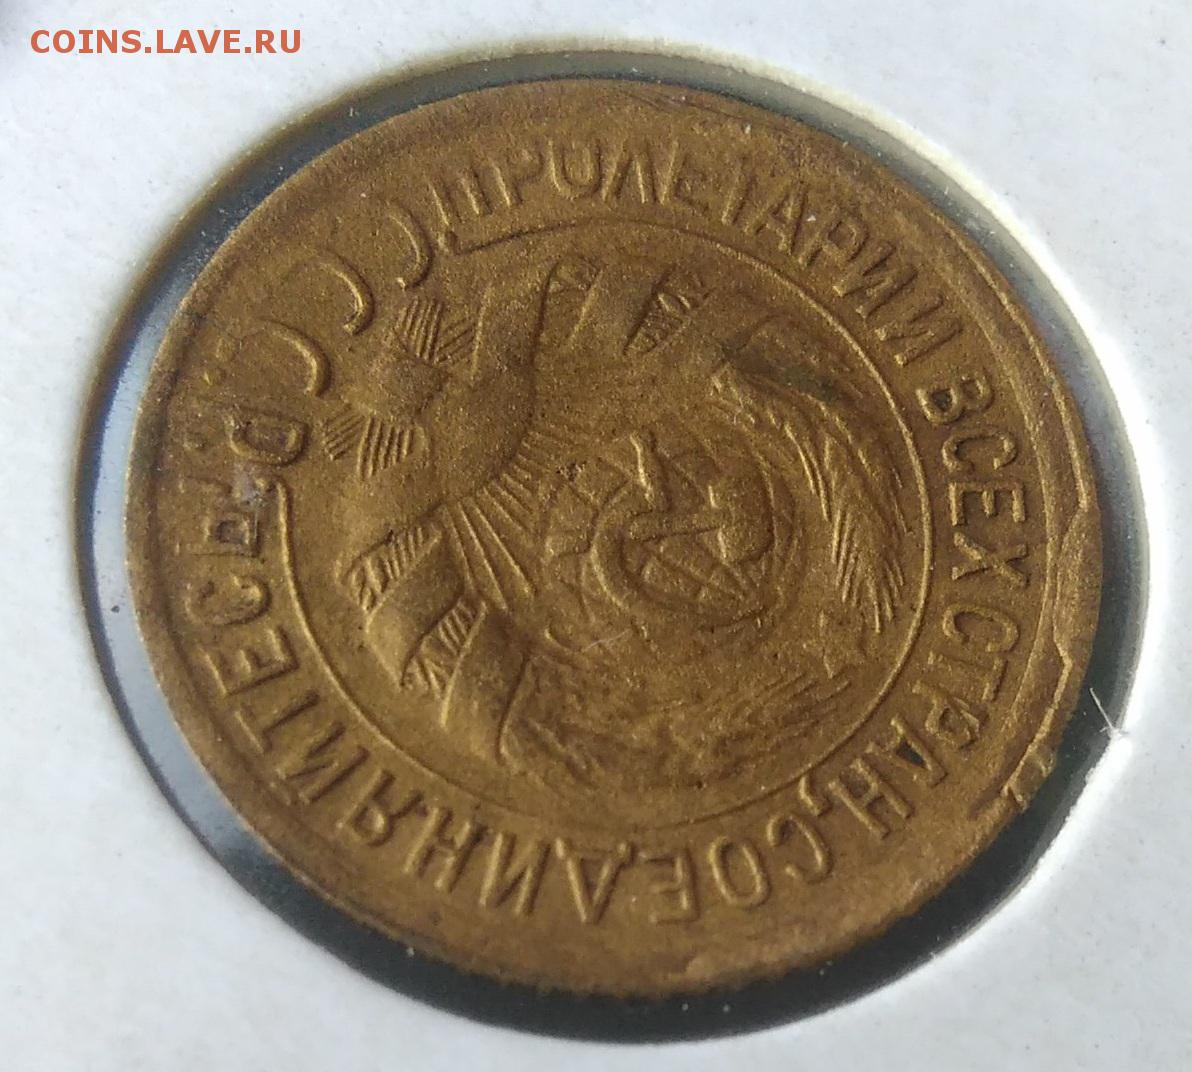 COINS.LAVE.RU
ПРОЛЕТАРИИ ВСЕХ СТРАН, СОЕДИНЯЙТЕСЬ!
СССР